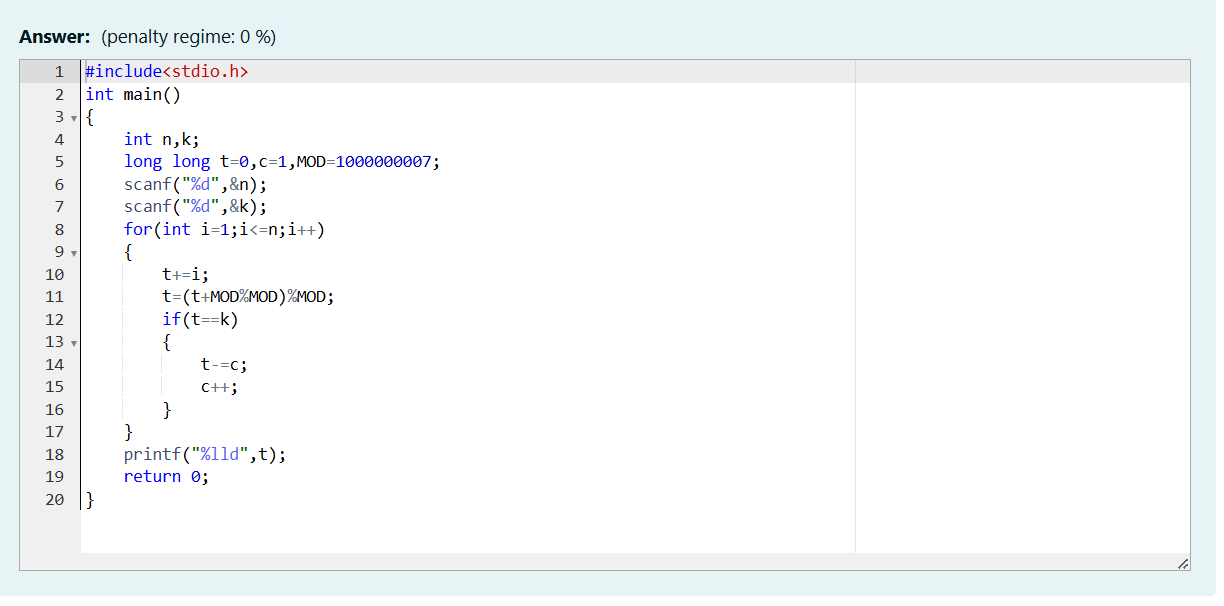 Answer: (penalty regime: 0 %)
1 #include<stdio.h>
2 int main()
3 {
4     int n,k;
5     long long t=0,c=1,MOD=1000000007;
6     scanf("%d",&n);
7     scanf("%d",&k);
8     for(int i=1;i<=n;i++)
9     {
10         t+=i;
11         t=(t+MOD%MOD)%MOD;
12         if(t==k)
13         {
14             t-=c;
15             c++;
16         }
17     }
18     printf("%lld",t);
19     return 0;
20 }